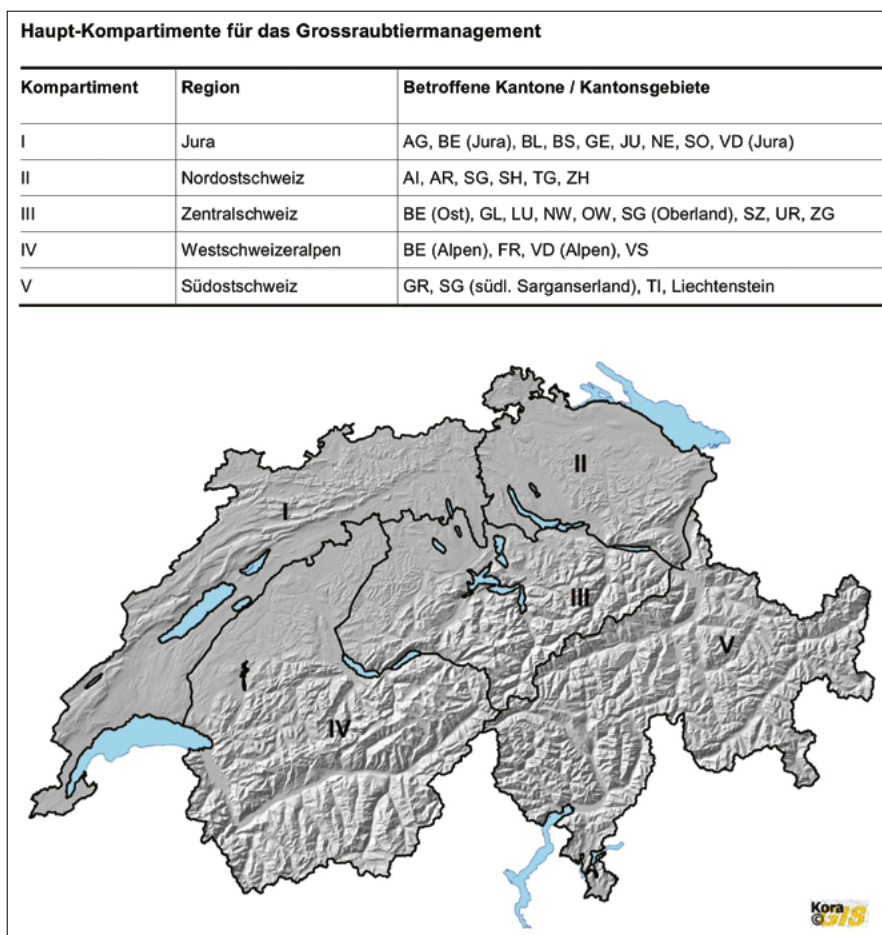 Haupt-Kompartimente für das Grossraubtiermanagement
Kompartiment Region Betroffene Kantone / Kantonsgebiete
I Jura AG, BE (Jura), BL, BS, GE, JU, NE, SO, VD (Jura)
II Nordostschweiz AI, AR, SG, SH, TG, ZH
III Zentralschweiz BE (Ost), GL, LU, NW, OW, SG (Oberland), SZ, UR, ZG
IV Westschweizeralpen BE (Alpen), FR, VD (Alpen), VS
V Südostschweiz GR, SG (südl. Sarganserland), TI, Liechtenstein
II
I
III
V
IV
Kora
©GIS